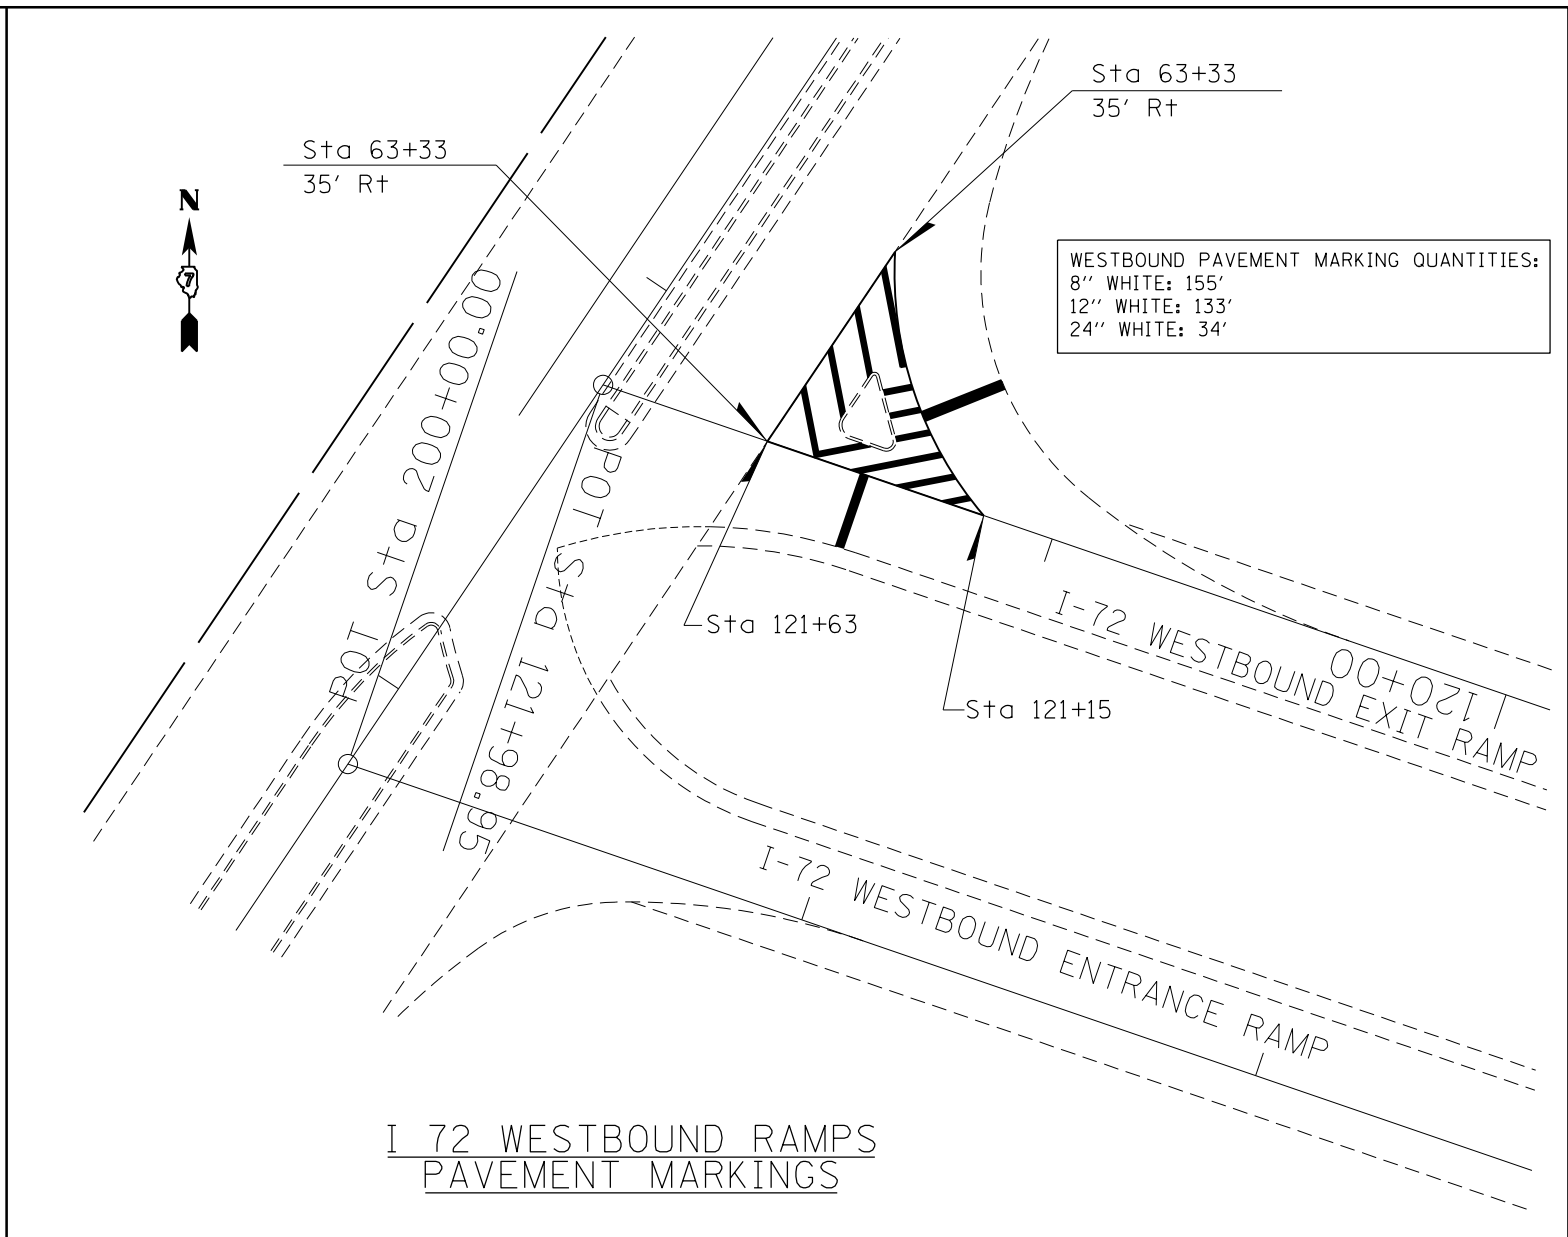 Sta 63+33
35' Rt
Sta 63+33
35' Rt
N
7
WESTBOUND PAVEMENT MARKING QUANTITIES:
8" WHITE: 155'
12" WHITE: 133'
24" WHITE: 34'
POT Sta 200+00.00
POT Sta 121+98.95
Sta 121+63
Sta 121+15
120+00
I-72 WESTBOUND EXIT RAMP
I-72 WESTBOUND ENTRANCE RAMP
I 72 WESTBOUND RAMPS
PAVEMENT MARKINGS